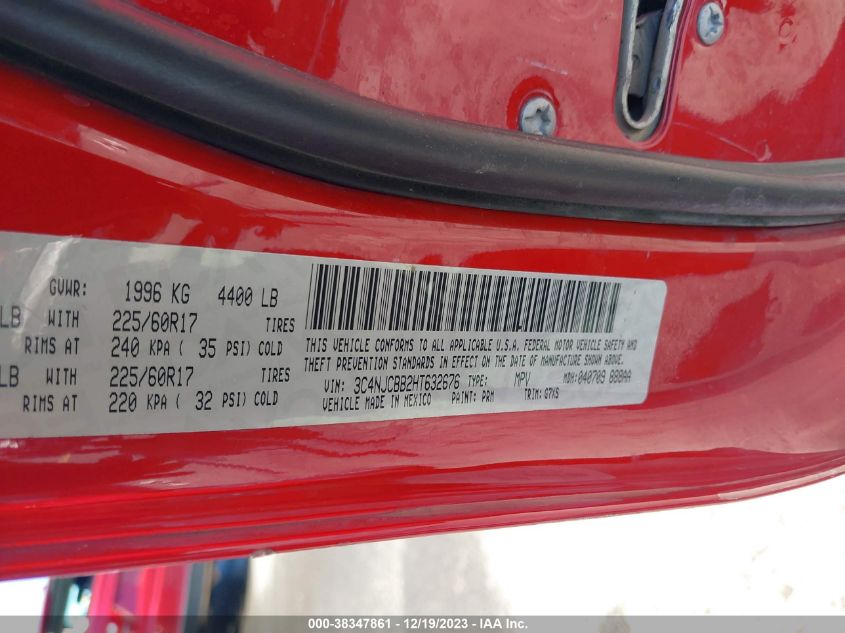 GVWR: 1996 KG 4400 LB
LB WITH 225/60R17 TIRES
RIMS AT 240 KPA ( 35 PSI) COLD
LB WITH 225/60R17 TIRES
RIMS AT 220 KPA ( 32 PSI) COLD
THIS VEHICLE CONFORMS TO ALL APPLICABLE U.S.A. FEDERAL MOTOR VEHICLE SAFETY AND
THEFT PREVENTION STANDARDS IN EFFECT ON THE DATE OF MANUFACTURE SHOWN ABOVE.
VIN: 3C4NJCBB2HT632676 TYPE: MPV MDH: 040709 BBBAA
VEHICLE MADE IN MEXICO PAINT: PRM TRIM: G7XS
000-38347861 - 12/19/2023 - IAA Inc.